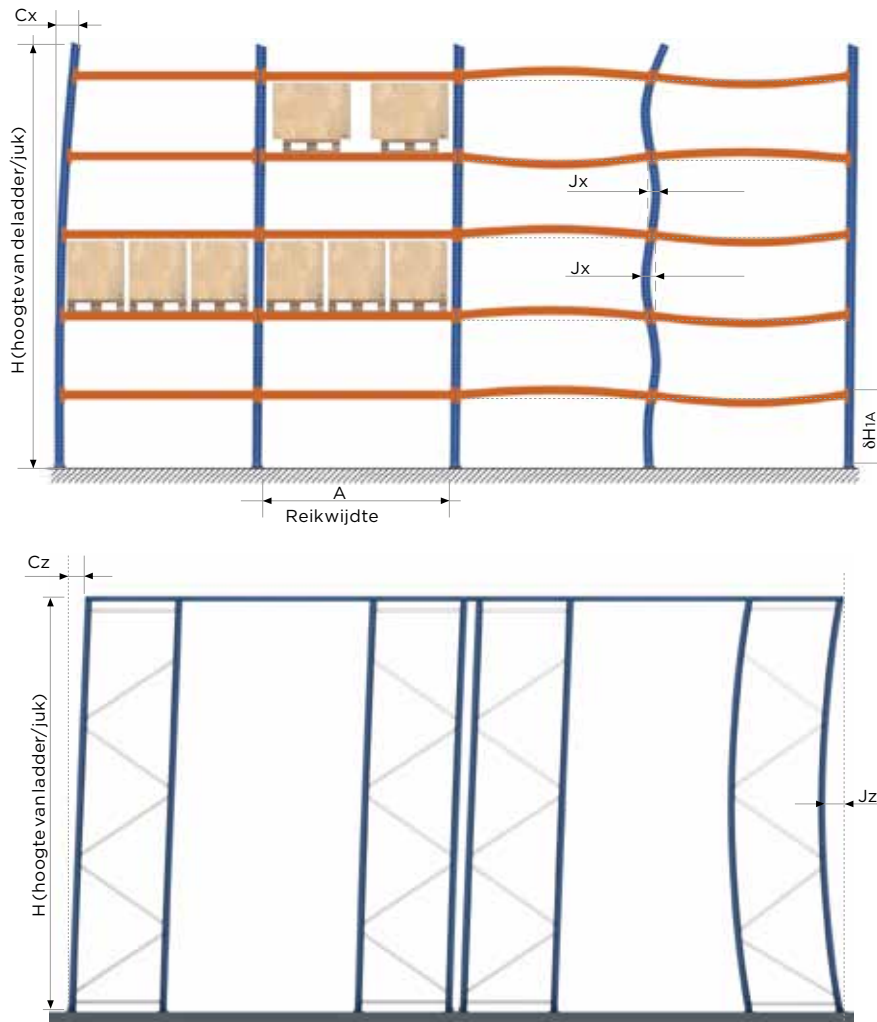 Cx
H (hoogte van de ladder/juk)
Jx
Jx
δH1A
A
Reikwijdte
Cz
H (hoogte van ladder/juk)
Jz